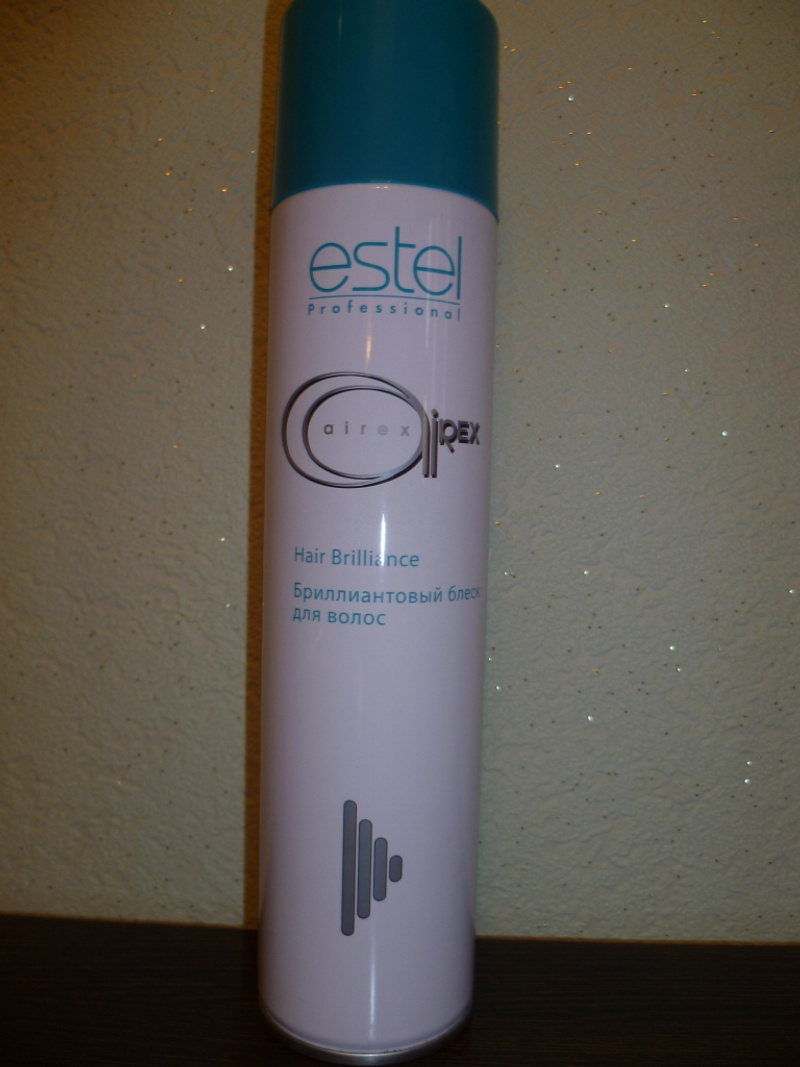 estel
Professional
airex
airex
Hair Brilliance
Бриллиантовый блеск
для волос